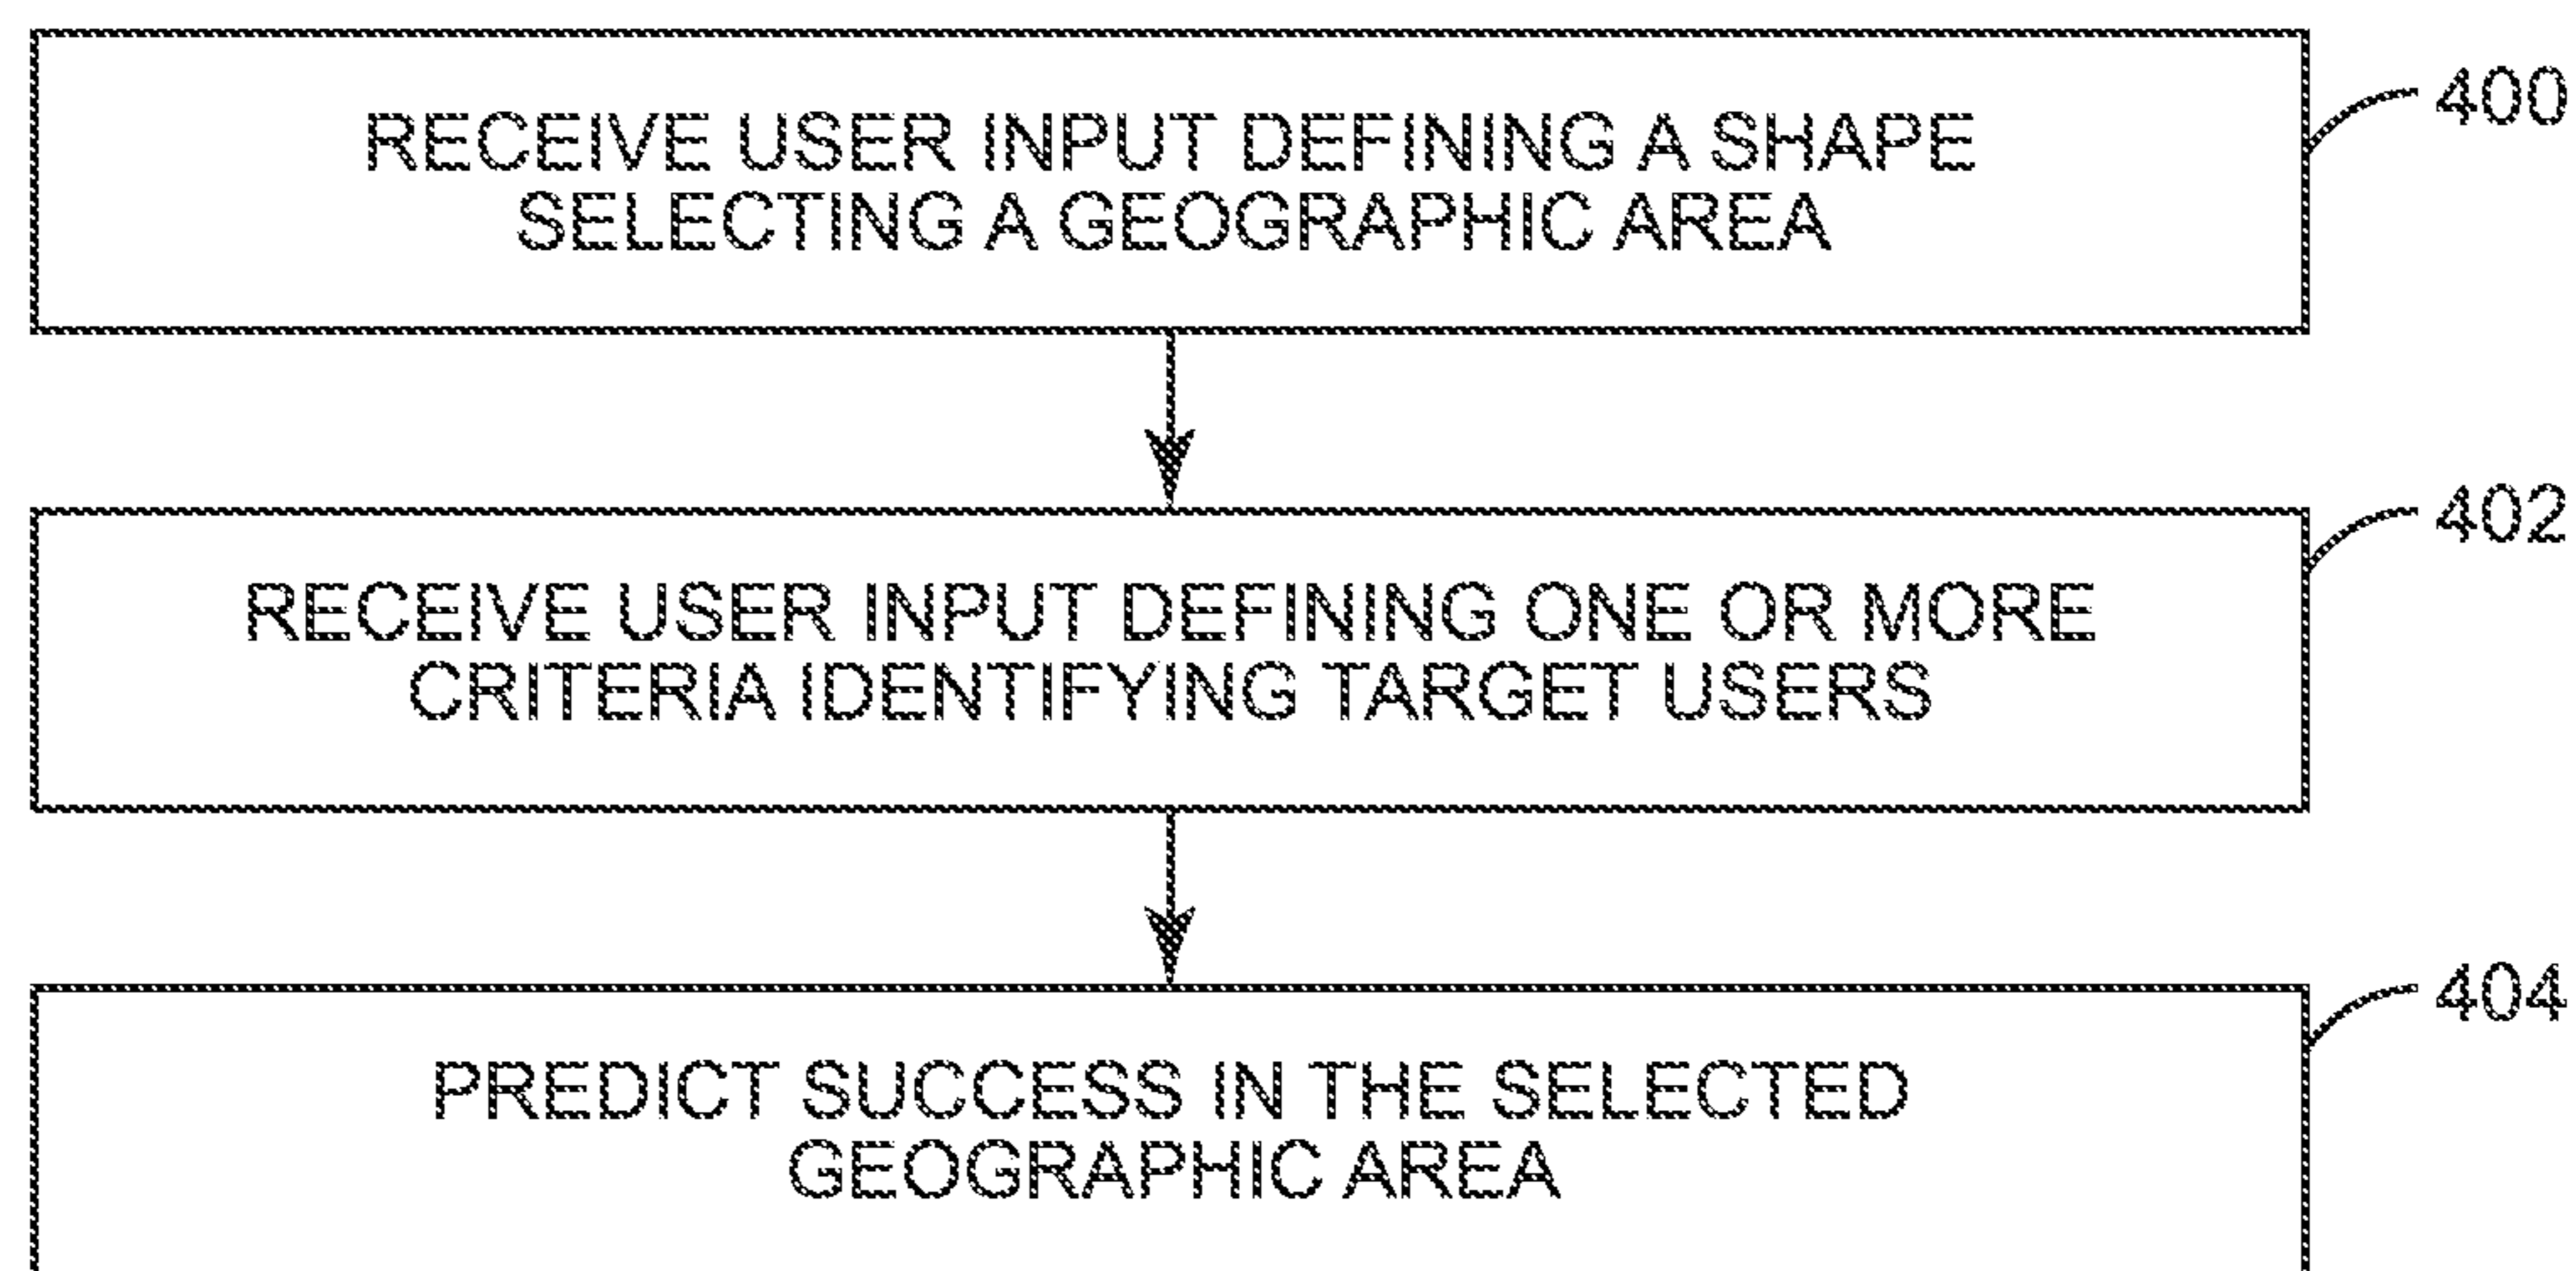 RECEIVE USER INPUT DEFINING A SHAPE
SELECTING A GEOGRAPHIC AREA
400
RECEIVE USER INPUT DEFINING ONE OR MORE
CRITERIA IDENTIFYING TARGET USERS
402
PREDICT SUCCESS IN THE SELECTED
GEOGRAPHIC AREA
404